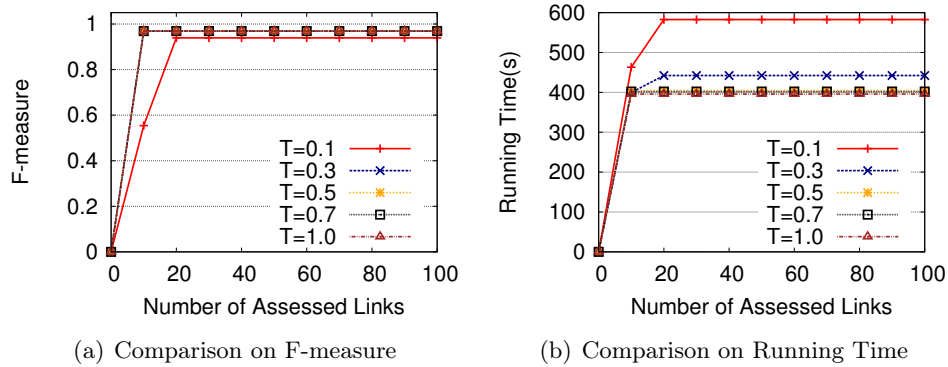 1
0.8
0.6
0.4
0.2
0
F-measure
T=0.1
T=0.3
T=0.5
T=0.7
T=1.0
0 20 40 60 80 100
Number of Assessed Links
(a) Comparison on F-measure
600
500
400
300
200
100
0
Running Time(s)
T=0.1
T=0.3
T=0.5
T=0.7
T=1.0
0 20 40 60 80 100
Number of Assessed Links
(b) Comparison on Running Time